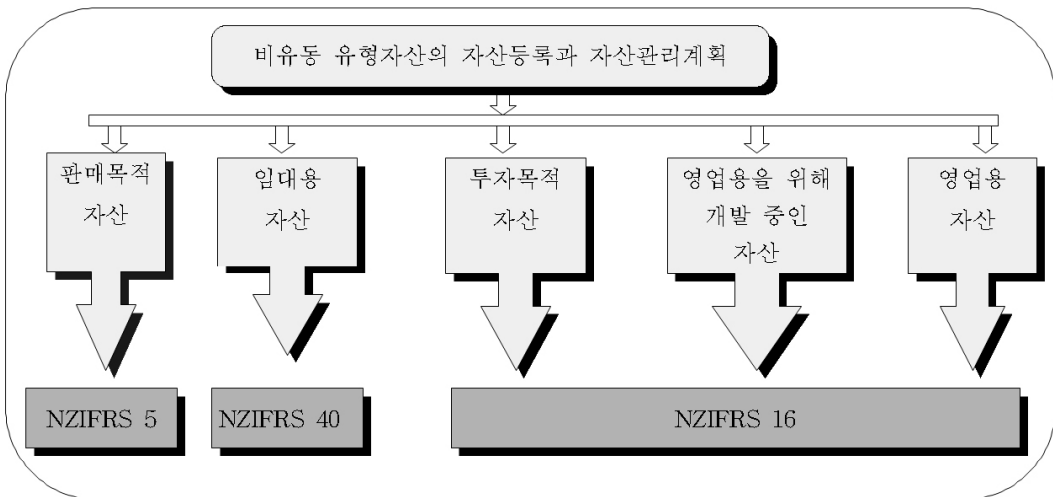 비유동 유형자산의 자산등록과 자산관리계획
판매목적
자산
임대용
자산
투자목적
자산
영업용을 위해
개발 중인
자산
영업용
자산
NZIFRS 5
NZIFRS 40
NZIFRS 16